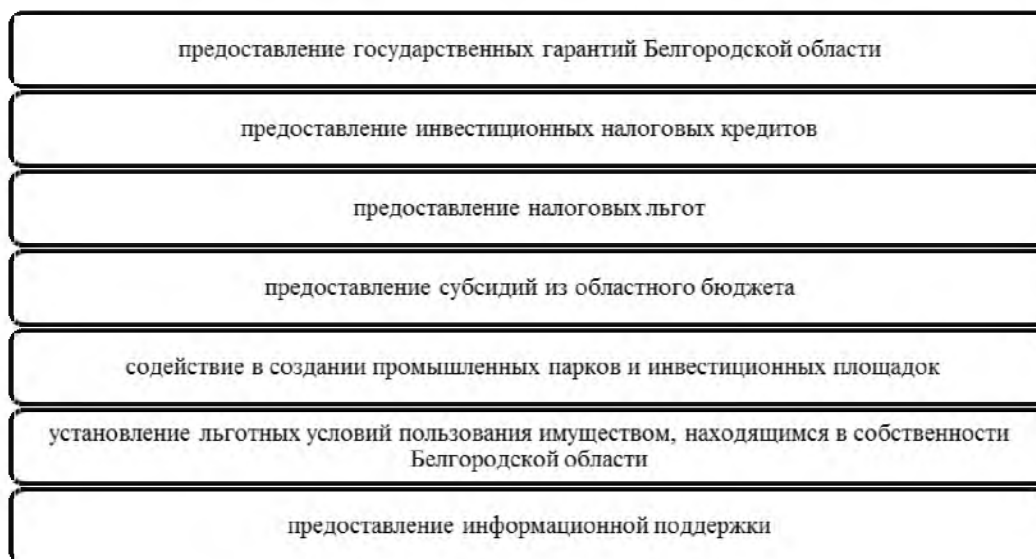 предоставление государственных гарантий Белгородской области
предоставление инвестиционных налоговых кредитов
предоставление налоговых льгот
предоставление субсидий из областного бюджета
содействие в создании промышленных парков и инвестиционных площадок
установление льготных условий пользования имуществом, находящимся в собственности
Белгородской области
предоставление информационной поддержки